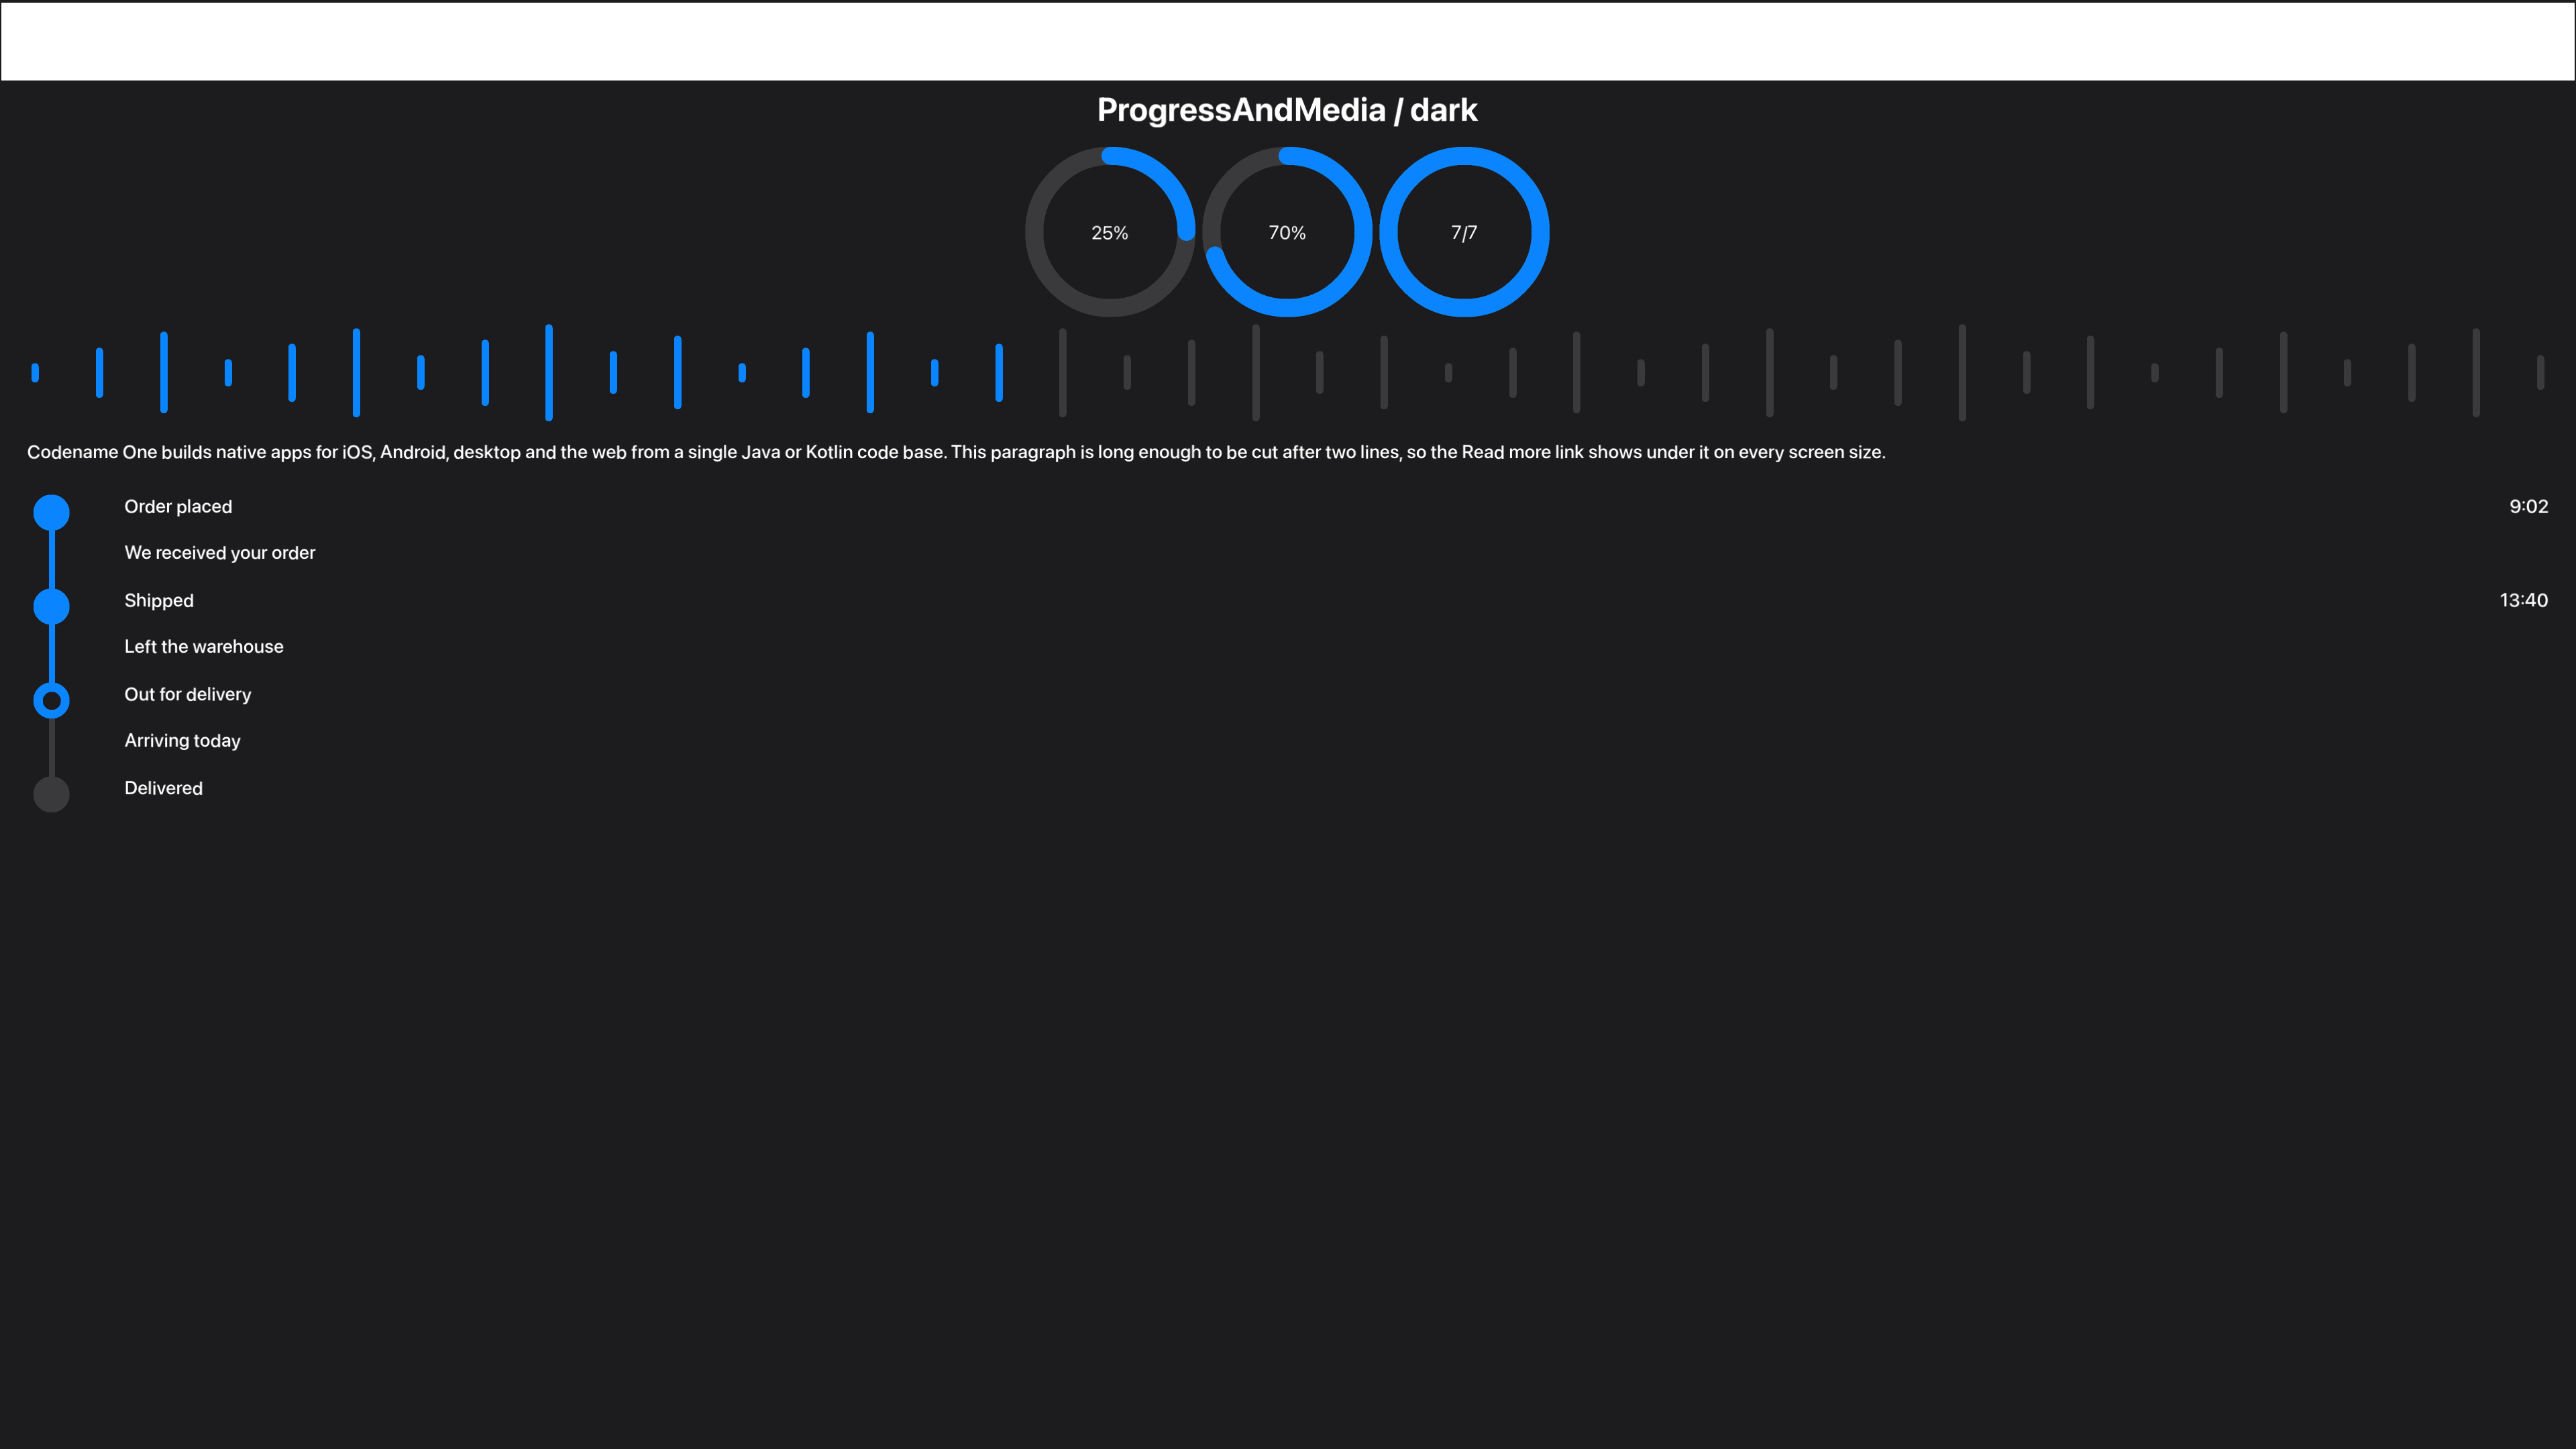 ProgressAndMedia / dark
25% 70% 7/7
Codename One builds native apps for iOS, Android, desktop and the web from a single Java or Kotlin code base. This paragraph is long enough to be cut after two lines, so the Read more link shows under it on every screen size.
Order placed 9:02
We received your order
Shipped 13:40
Left the warehouse
Out for delivery
Arriving today
Delivered